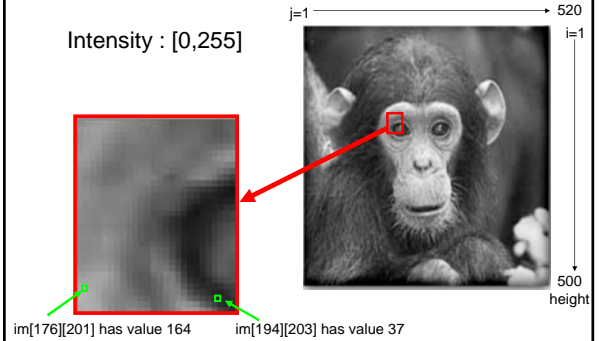 j=1
520
i=1
Intensity : [0,255]
500
height
im[176][201] has value 164
im[194][203] has value 37